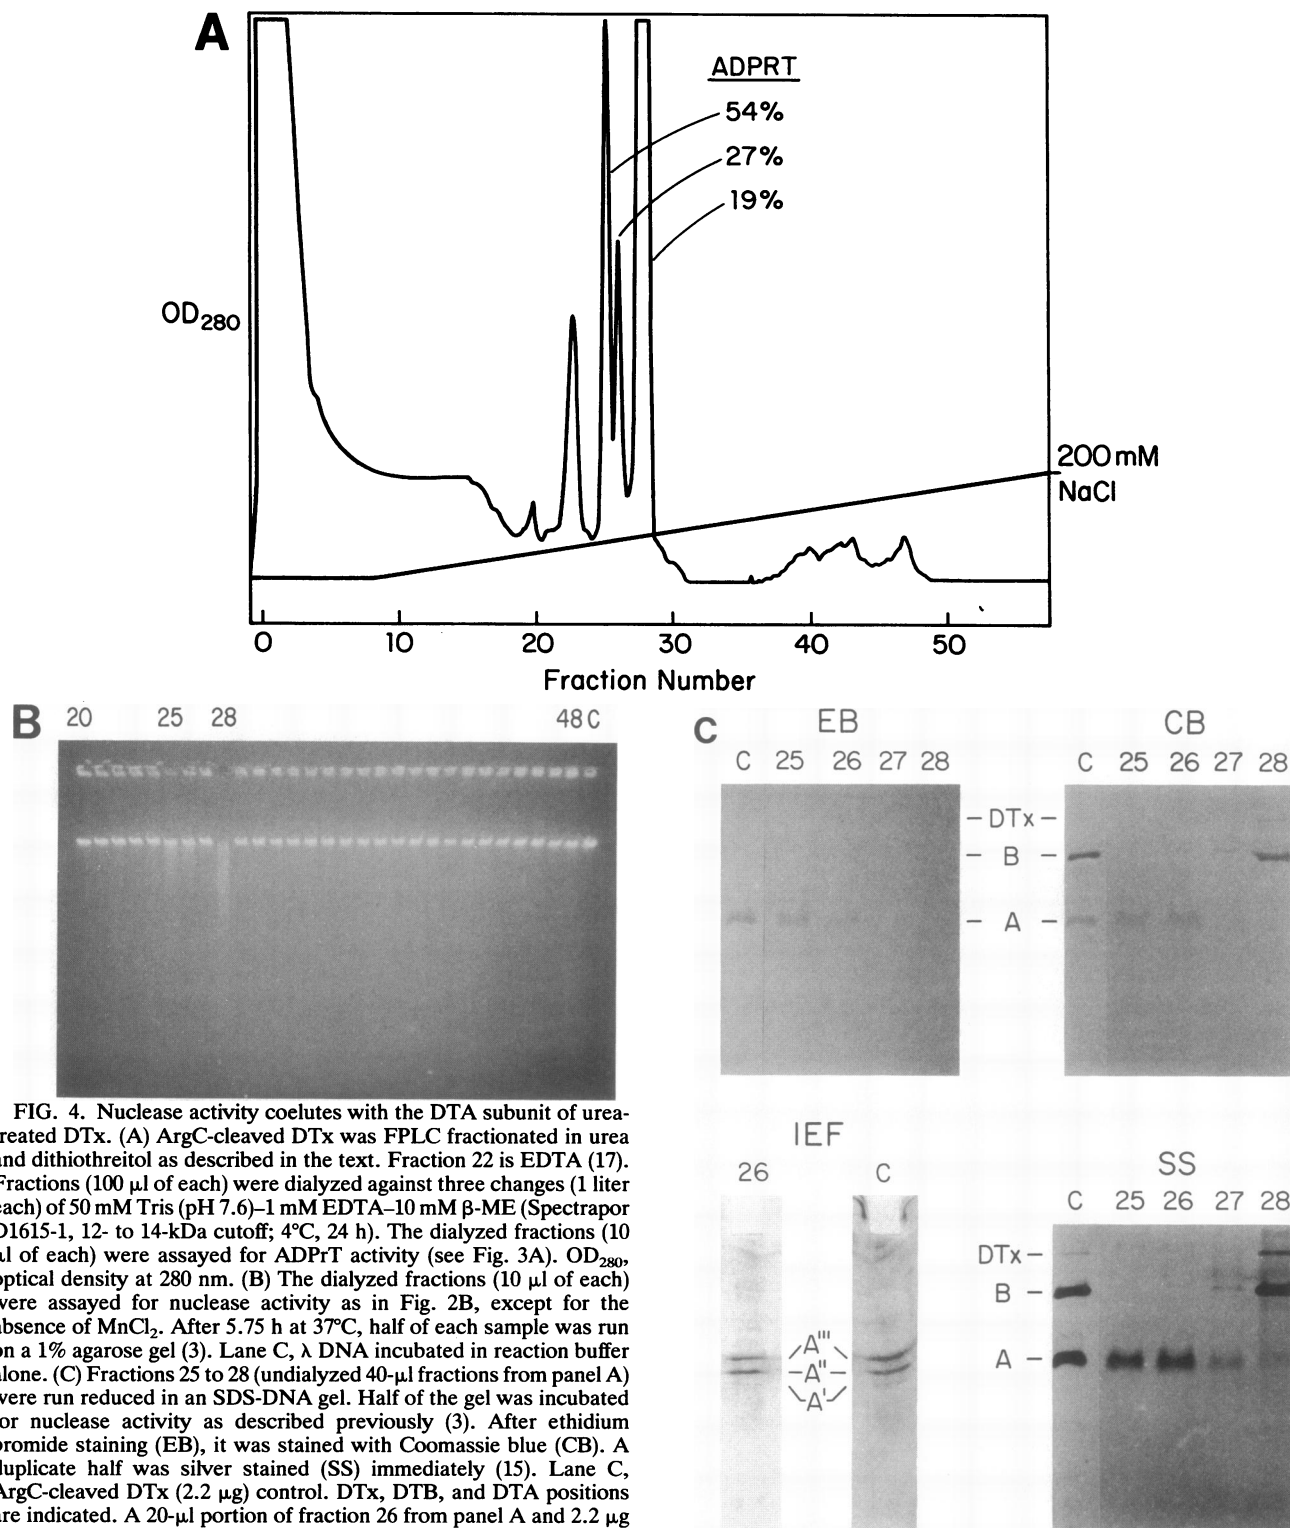 A
ADPRT
54%
27%
19%
OD280
200 mM
NaCl
0 10 20 30 40 50
Fraction Number
B
20 25 28 48 C
C
EB
C 25 26 27 28
CB
C 25 26 27 28
– DTx –
– B –
– A –
IEF
26 C
A'''
– A'' –
A'
SS
C 25 26 27 28
DTx –
B –
A –
FIG. 4. Nuclease activity coelutes with the DTA subunit of urea-
reated DTx. (A) ArgC-cleaved DTx was FPLC fractionated in urea
nd dithiothreitol as described in the text. Fraction 22 is EDTA (17).
Fractions (100 μl of each) were dialyzed against three changes (1 liter
each) of 50 mM Tris (pH 7.6)–1 mM EDTA–10 mM β-ME (Spectrapor
D1615-1, 12- to 14-kDa cutoff; 4°C, 24 h). The dialyzed fractions (10
μl of each) were assayed for ADPrT activity (see Fig. 3A). OD280,
optical density at 280 nm. (B) The dialyzed fractions (10 μl of each)
were assayed for nuclease activity as in Fig. 2B, except for the
absence of MnCl2. After 5.75 h at 37°C, half of each sample was run
on a 1% agarose gel (3). Lane C, λ DNA incubated in reaction buffer
alone. (C) Fractions 25 to 28 (undialyzed 40-μl fractions from panel A)
were run reduced in an SDS-DNA gel. Half of the gel was incubated
or nuclease activity as described previously (3). After ethidium
bromide staining (EB), it was stained with Coomassie blue (CB). A
duplicate half was silver stained (SS) immediately (15). Lane C,
ArgC-cleaved DTx (2.2 μg) control. DTx, DTB, and DTA positions
are indicated. A 20-μl portion of fraction 26 from panel A and 2.2 μg